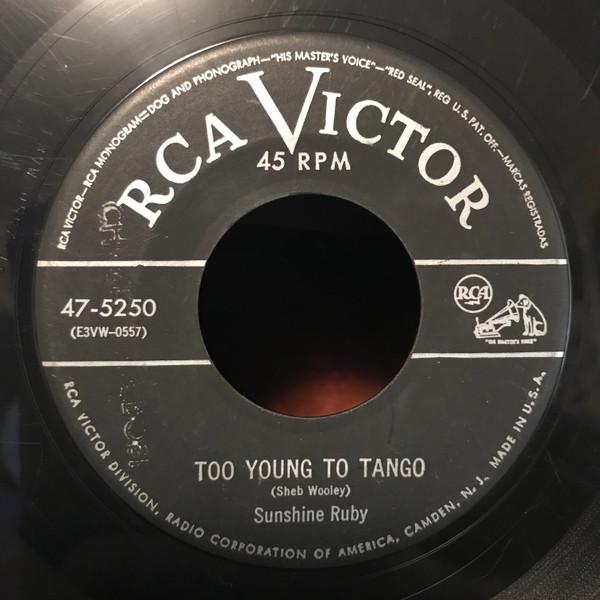 RCA VICTOR—RCA MONOGRAM—DOG AND PHONOGRAPH—"HIS MASTER'S VOICE"—"RED SEAL", REG U.S. PAT. OFF.—MARCAS REGISTRADAS
RCA VICTOR
45 RPM
47-5250
(E3VW-0557)
RCA
"HIS MASTER'S VOICE"
TOO YOUNG TO TANGO
(Sheb Wooley)
Sunshine Ruby
RCA VICTOR DIVISION, RADIO CORPORATION OF AMERICA, CAMDEN, N. J. MADE IN U.S.A.